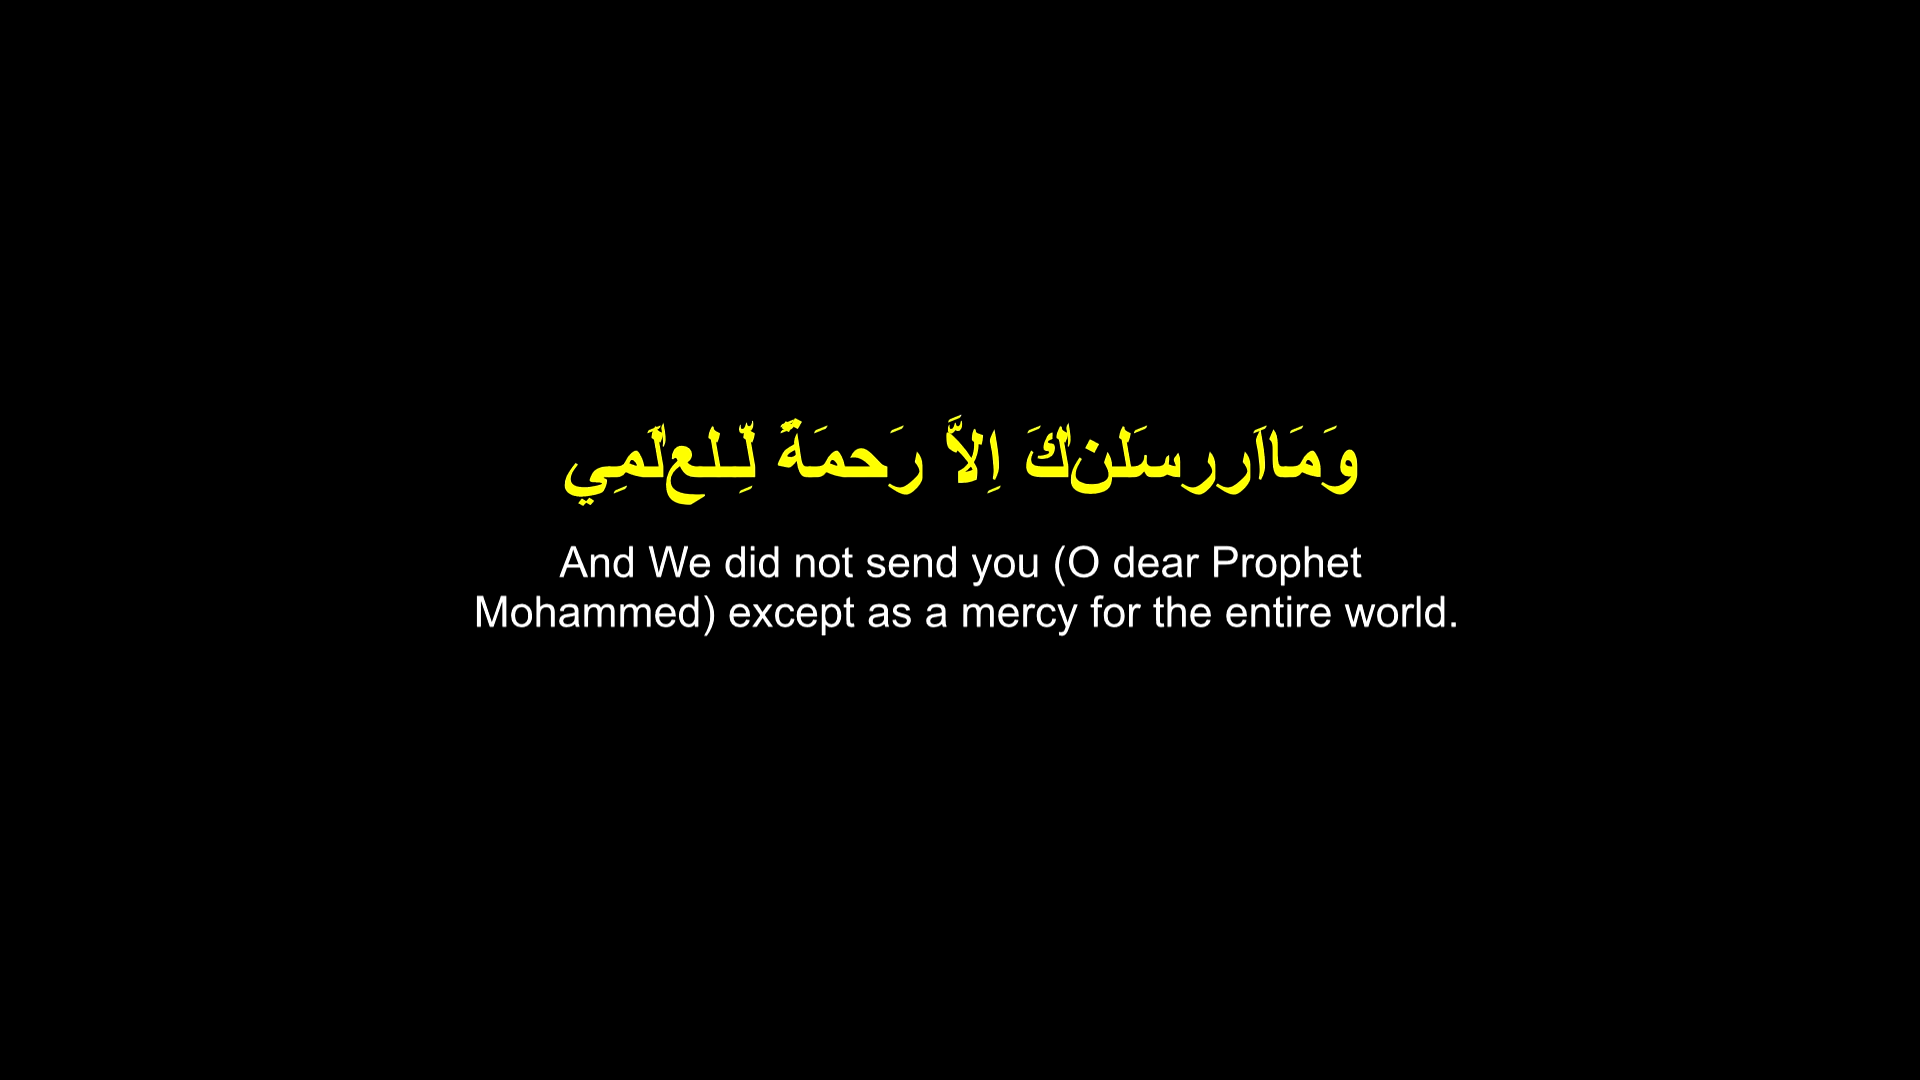 وَمَااَررسَلنٰكَ اِلاَّ رَحمَةً لِّـلـعٰلَمِي
And We did not send you (O dear Prophet
Mohammed) except as a mercy for the entire world.